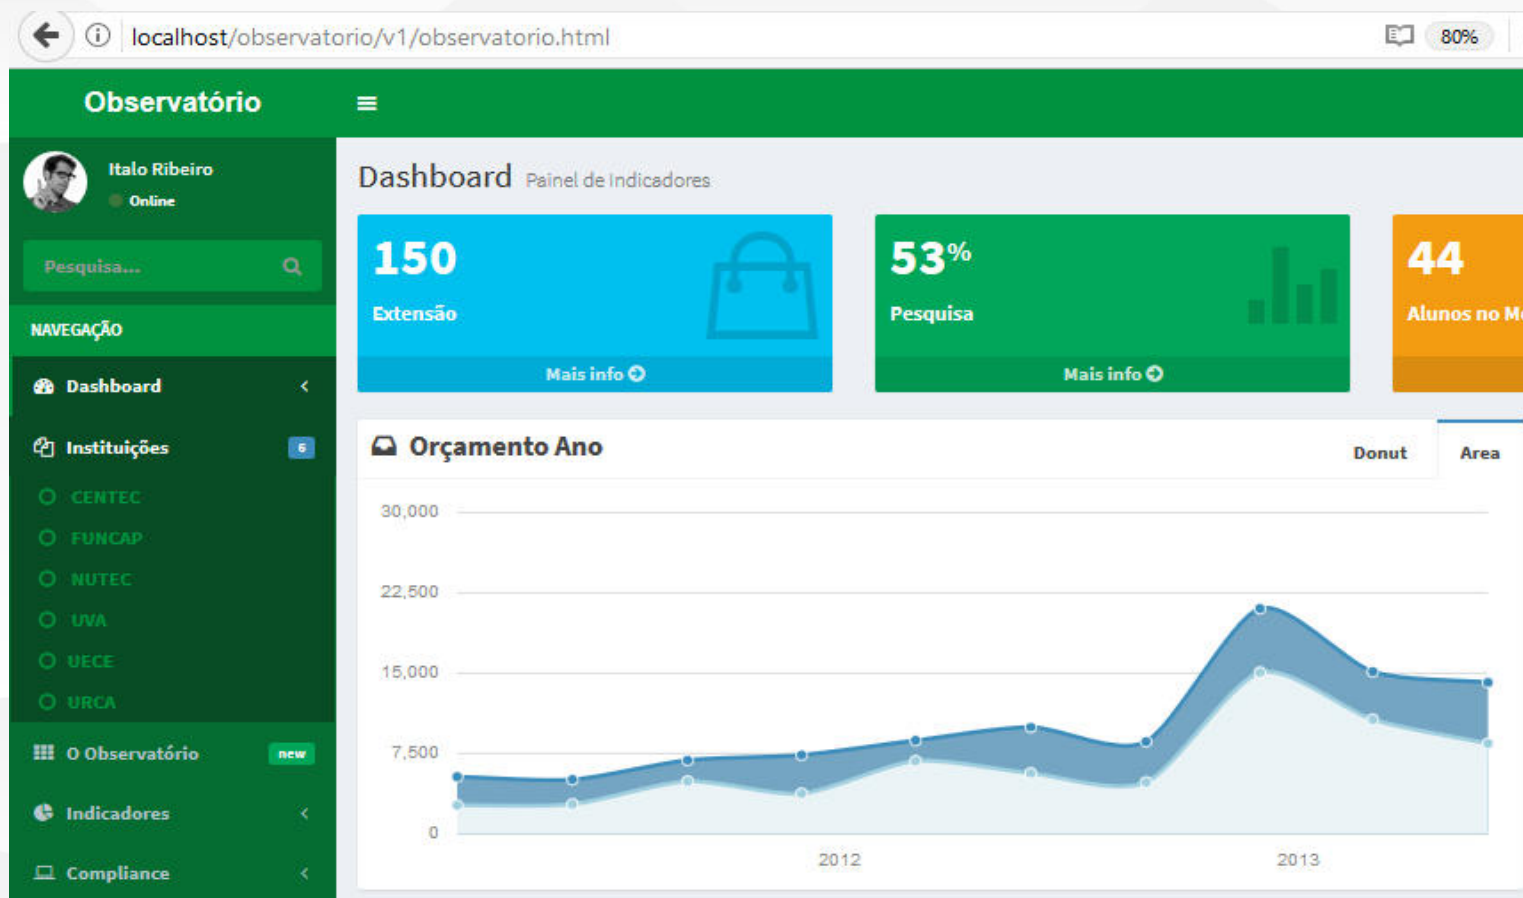 localhost/observatorio/v1/observatorio.html
80%
Observatório
Italo Ribeiro
Online
Pesquisa...
NAVEGAÇÃO
Dashboard
Instituições 6
CENTEC
FUNCAP
NUTEC
UVA
UECE
URCA
O Observatório new
Indicadores
Compliance
Dashboard Painel de Indicadores
150
Extensão
Mais info
53%
Pesquisa
Mais info
44
Alunos no
Orçamento Ano
Donut Area
30,000
22,500
15,000
7,500
0
2012 2013